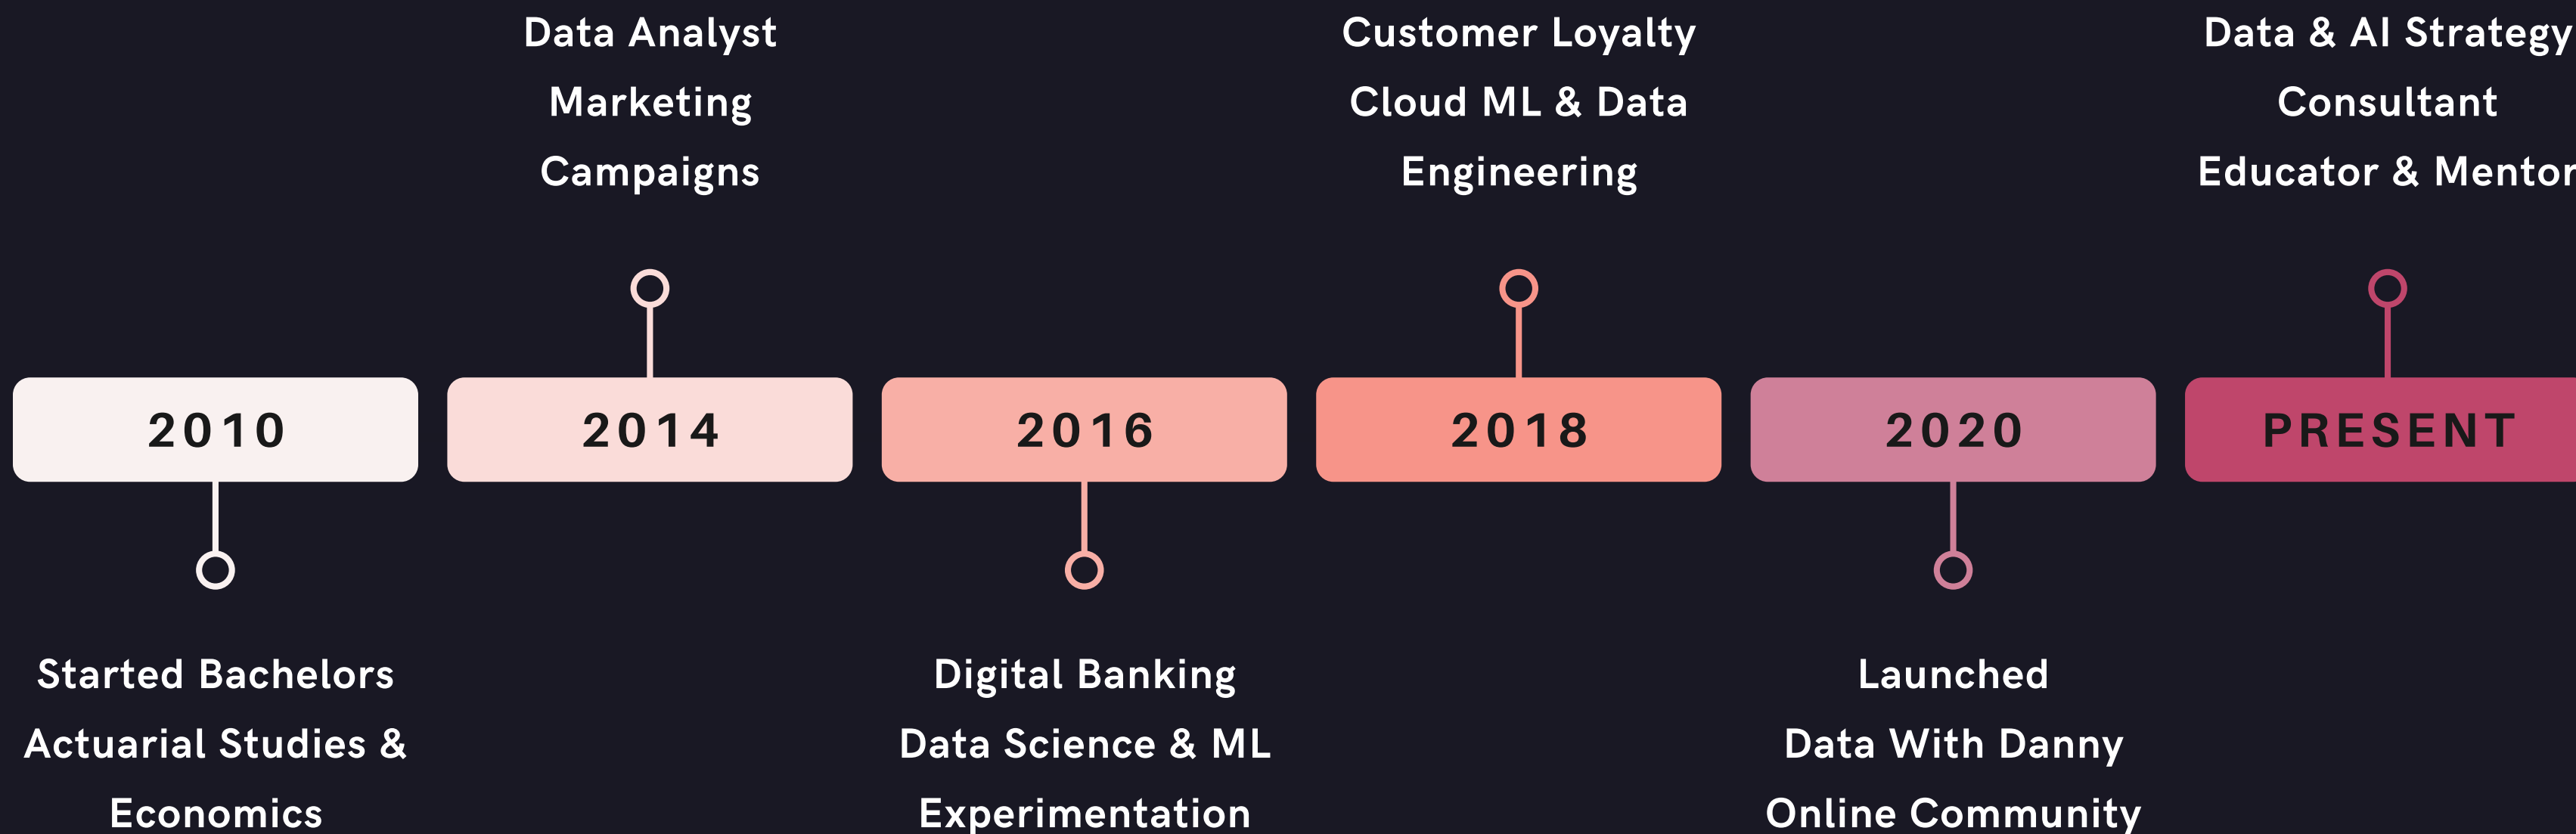 Data Analyst
Marketing
Campaigns
Customer Loyalty
Cloud ML & Data
Engineering
Data & AI Strategy
Consultant
Educator & Mentor
2010
2014
2016
2018
2020
PRESENT
Started Bachelors
Actuarial Studies &
Economics
Digital Banking
Data Science & ML
Experimentation
Launched
Data With Danny
Online Community